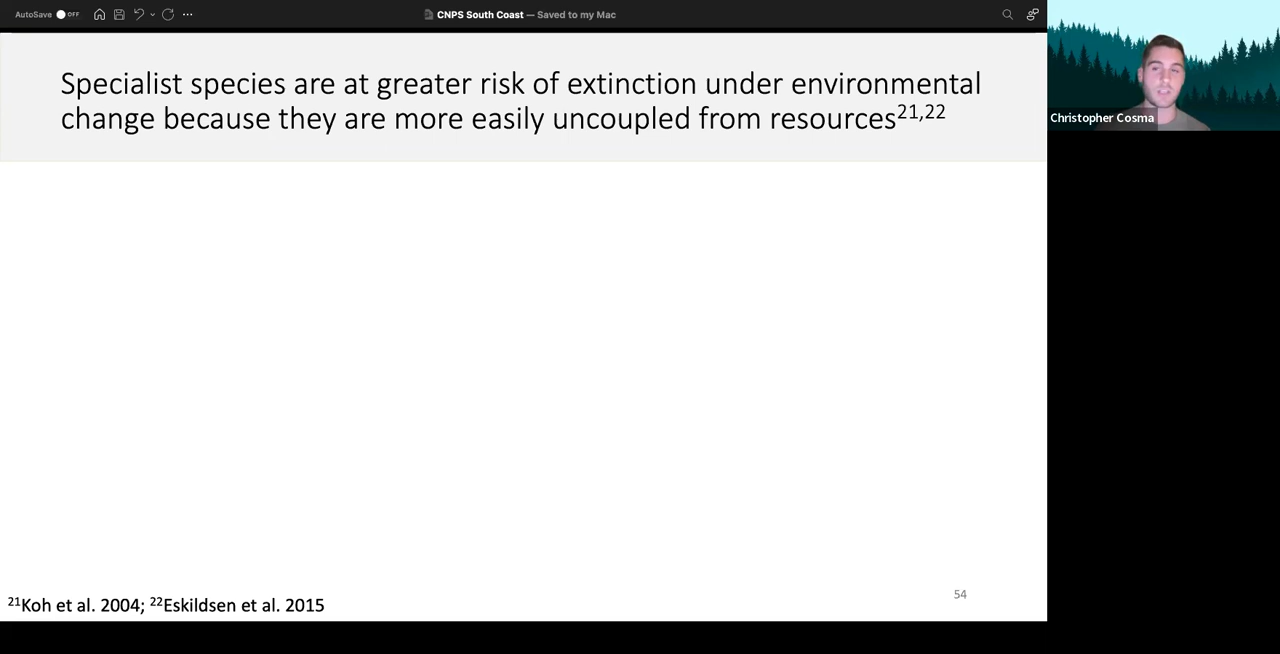 AutoSave OFF
CNPS South Coast — Saved to my Mac
Specialist species are at greater risk of extinction under environmental
change because they are more easily uncoupled from resources21,22
Christopher Cosma
21Koh et al. 2004; 22Eskildsen et al. 2015
54